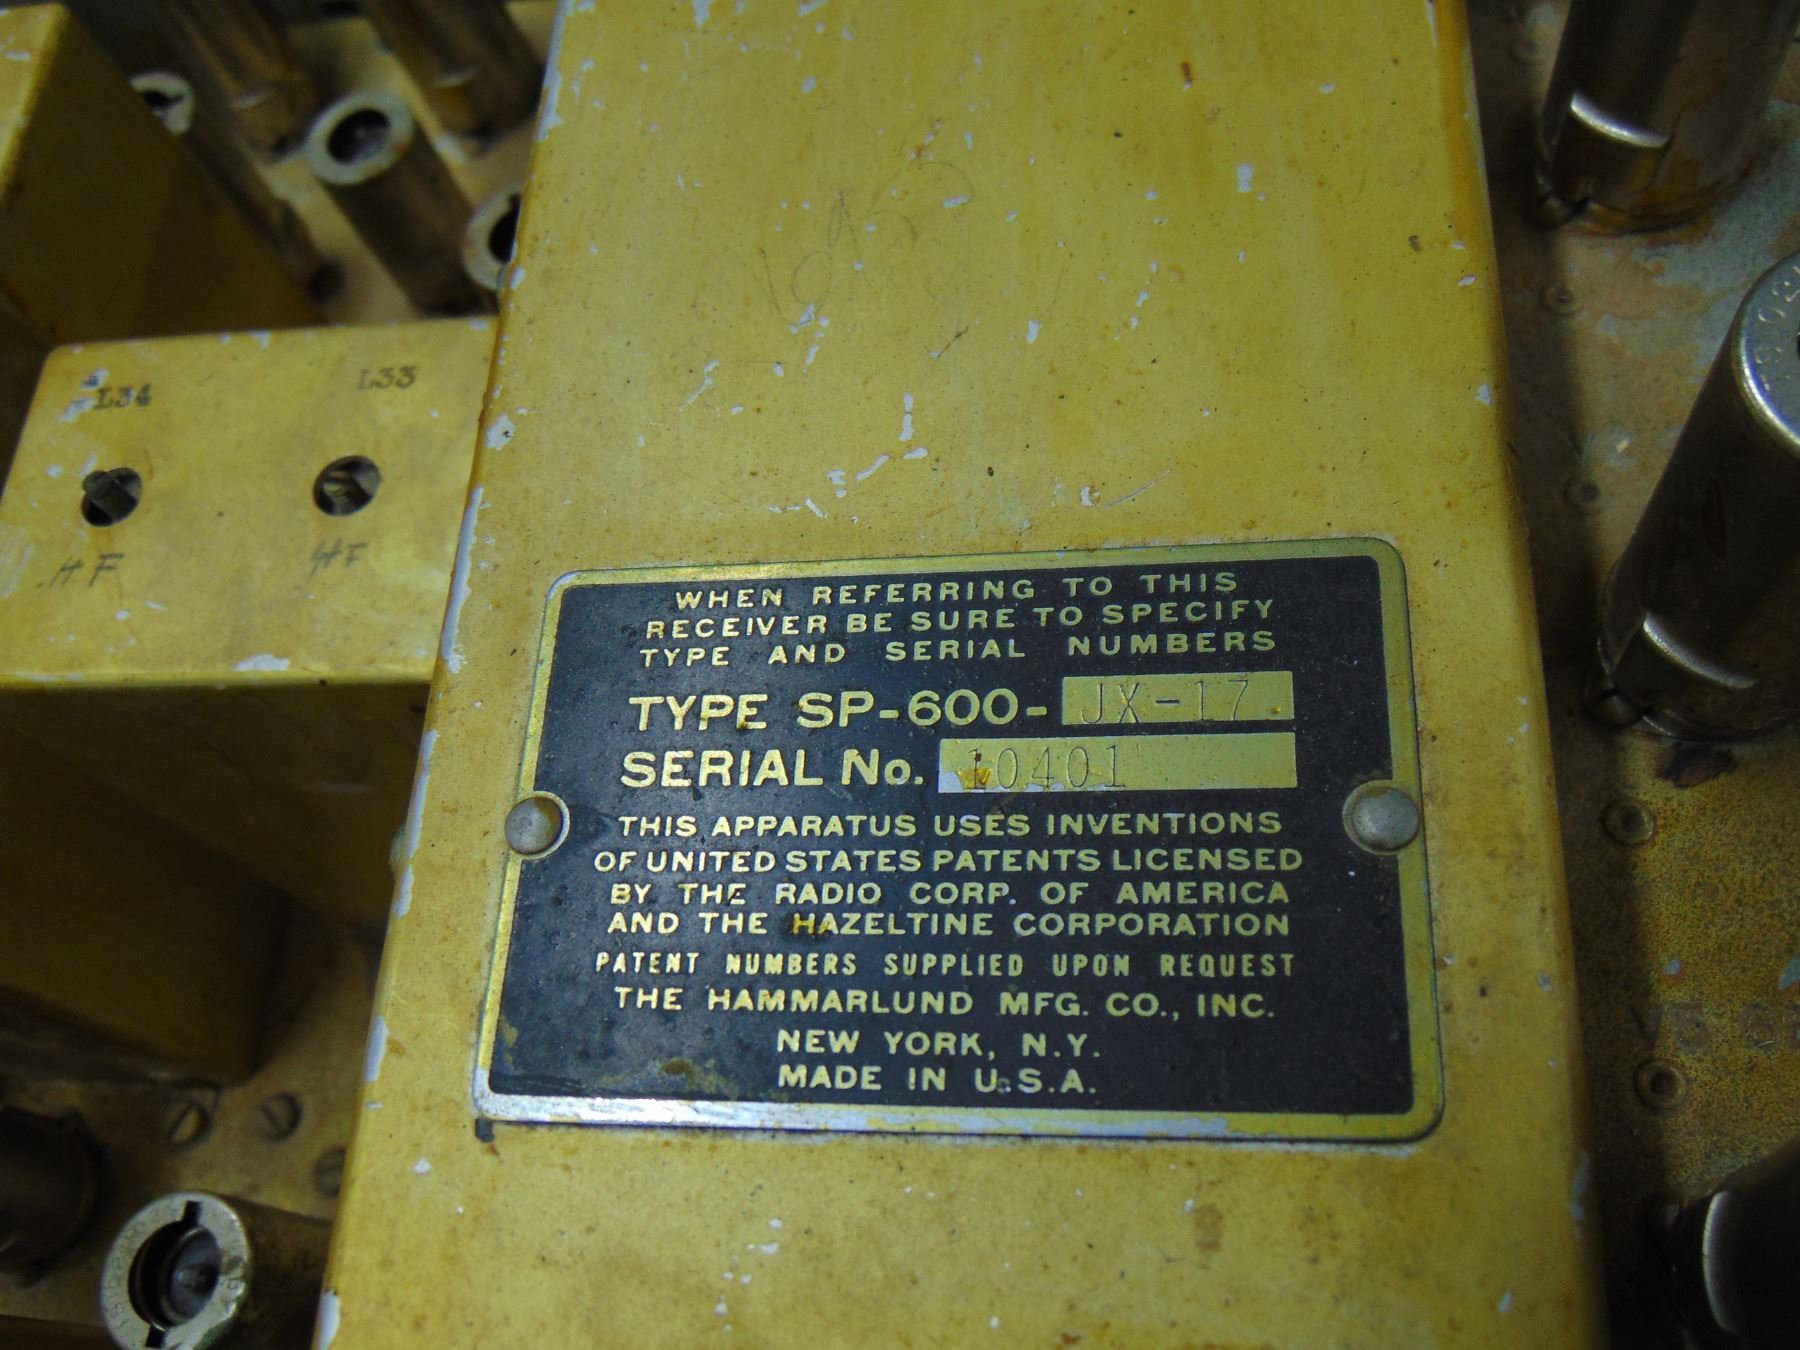 L34
L33
HF
HF
WHEN REFERRING TO THIS
RECEIVER BE SURE TO SPECIFY
TYPE AND SERIAL NUMBERS
TYPE SP-600-JX-17
SERIAL No. 10401
THIS APPARATUS USES INVENTIONS
OF UNITED STATES PATENTS LICENSED
BY THE RADIO CORP. OF AMERICA
AND THE HAZELTINE CORPORATION
PATENT NUMBERS SUPPLIED UPON REQUEST
THE HAMMARLUND MFG. CO., INC.
NEW YORK, N.Y.
MADE IN U.S.A.